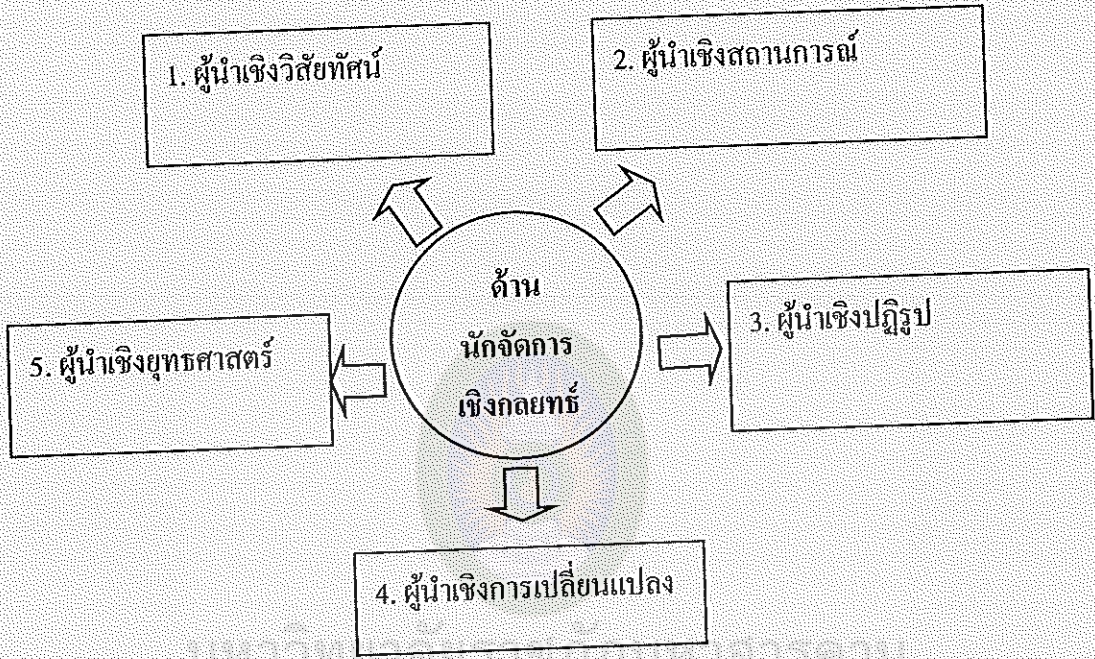 1. ผู้นำเชิงวิสัยทัศน์
2. ผู้นำเชิงสถานการณ์
ด้าน
นักจัดการ
เชิงกลยทธ์
3. ผู้นำเชิงปฏิรูป
5. ผู้นำเชิงยุทธศาสตร์
4. ผู้นำเชิงการเปลี่ยนแปลง